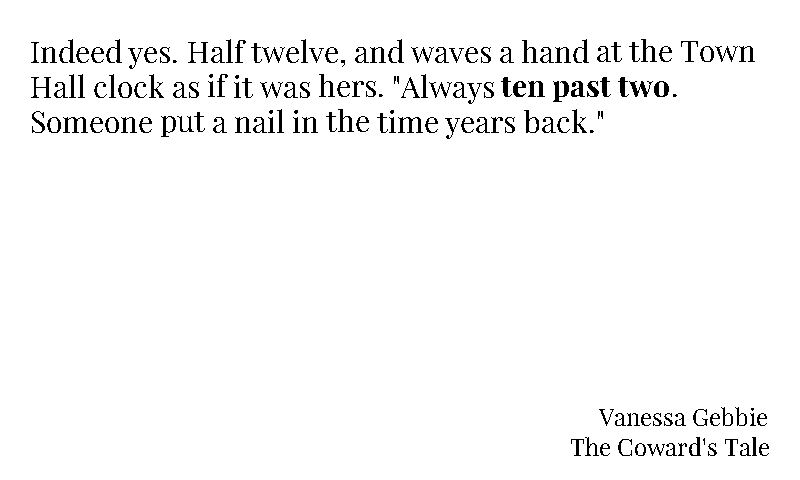 Indeed yes. Half twelve, and waves a hand at the Town
Hall clock as if it was hers. "Always ten past two.
Someone put a nail in the time years back."
Vanessa Gebbie
The Coward's Tale